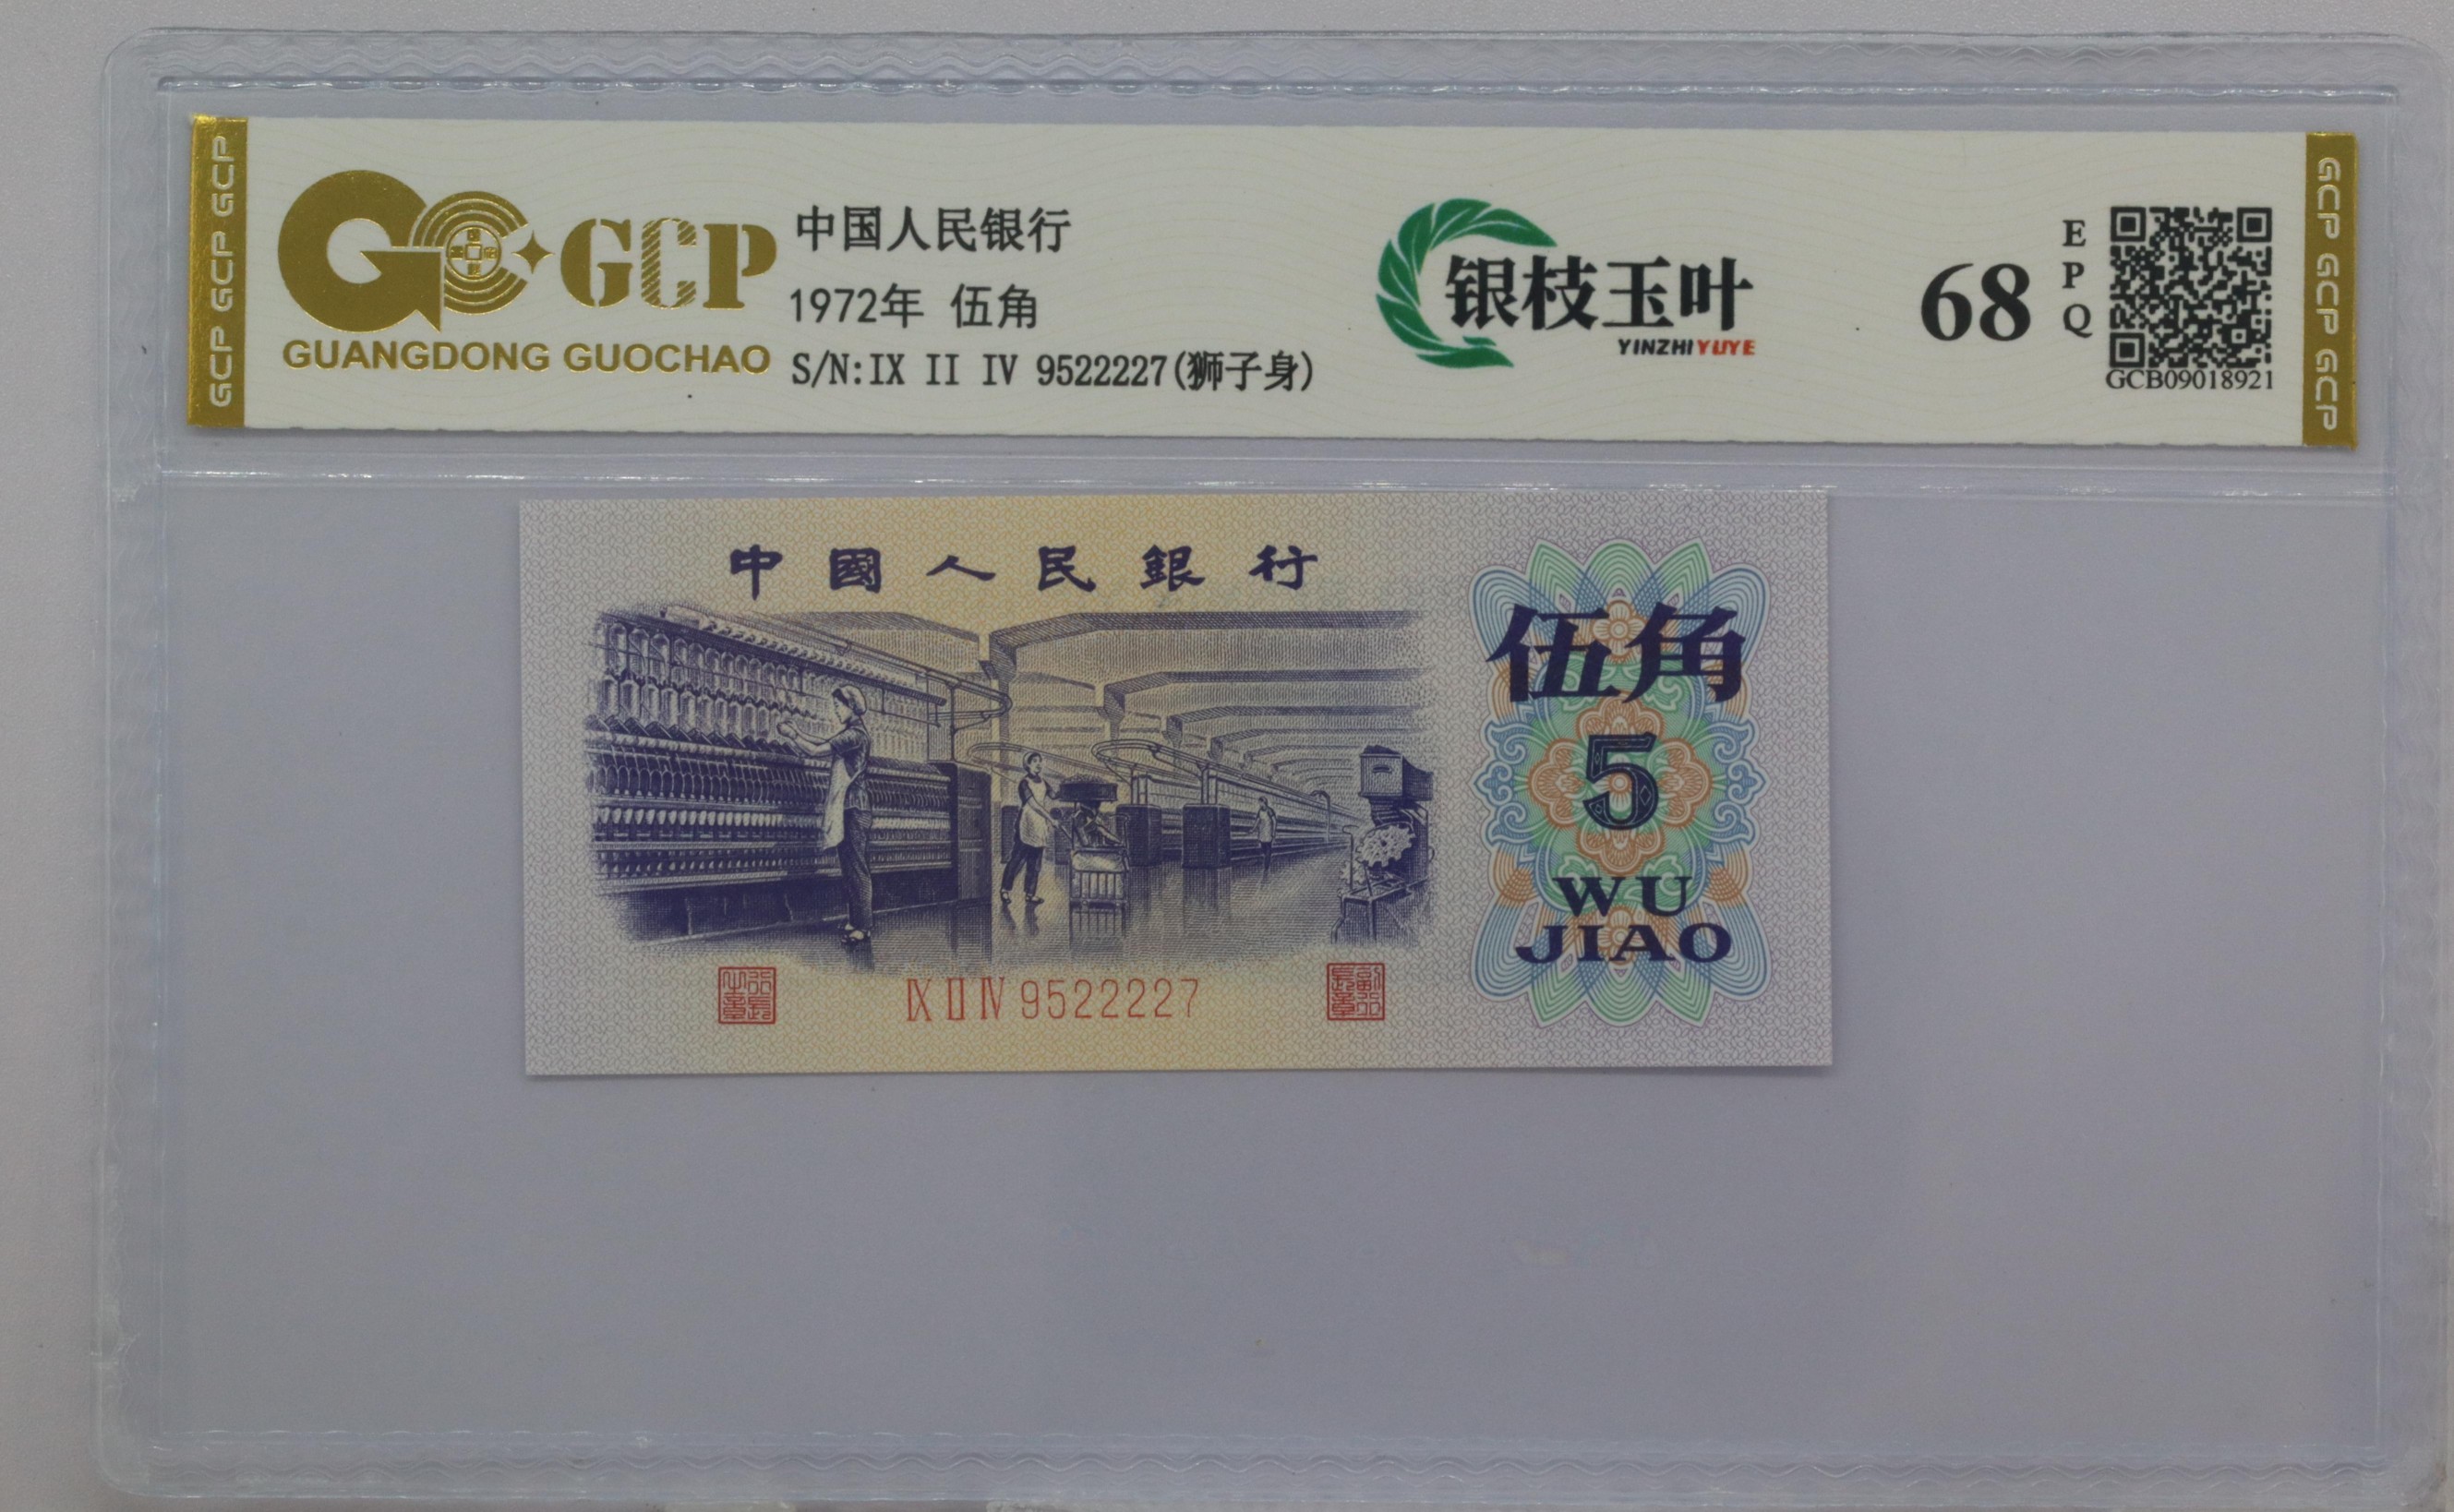 GCP GCP GCP
GCP
GUANGDONG GUOCHAO
中国人民银行
1972年 伍角
S/N:IX II IV 9522227(狮子身)
银枝玉叶
YINZHIYUYE
68
EPQ
GCB09018921
GCP GCP GCP
中國人民銀行
伍角
5
WU
JIAO
IX II IV 9522227